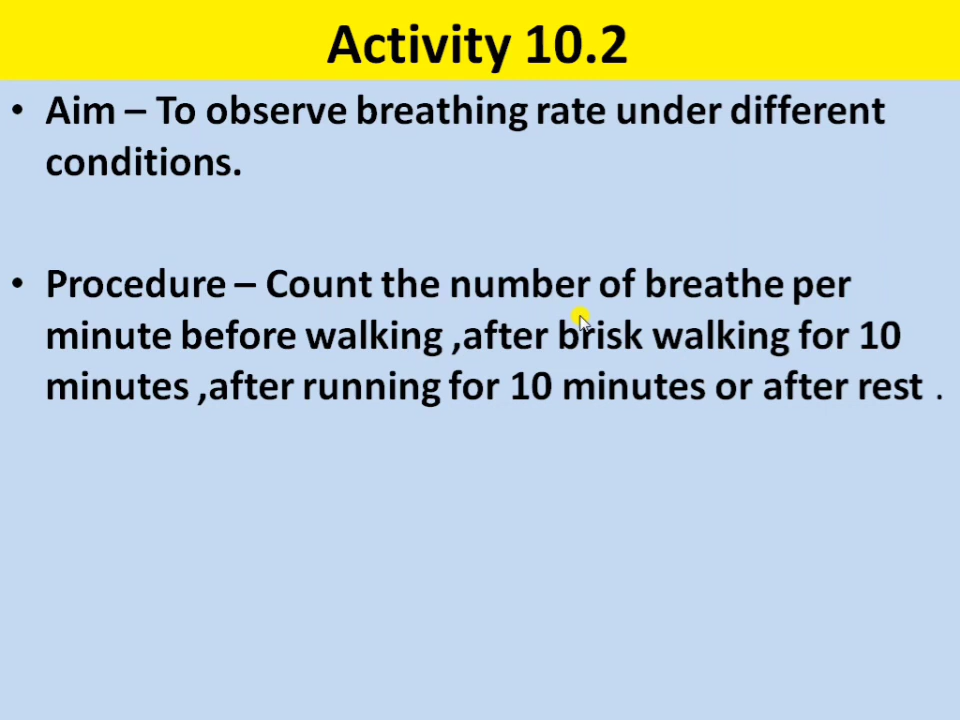 Activity 10.2
• Aim – To observe breathing rate under different
conditions.
• Procedure – Count the number of breathe per
minute before walking ,after brisk walking for 10
minutes ,after running for 10 minutes or after rest .